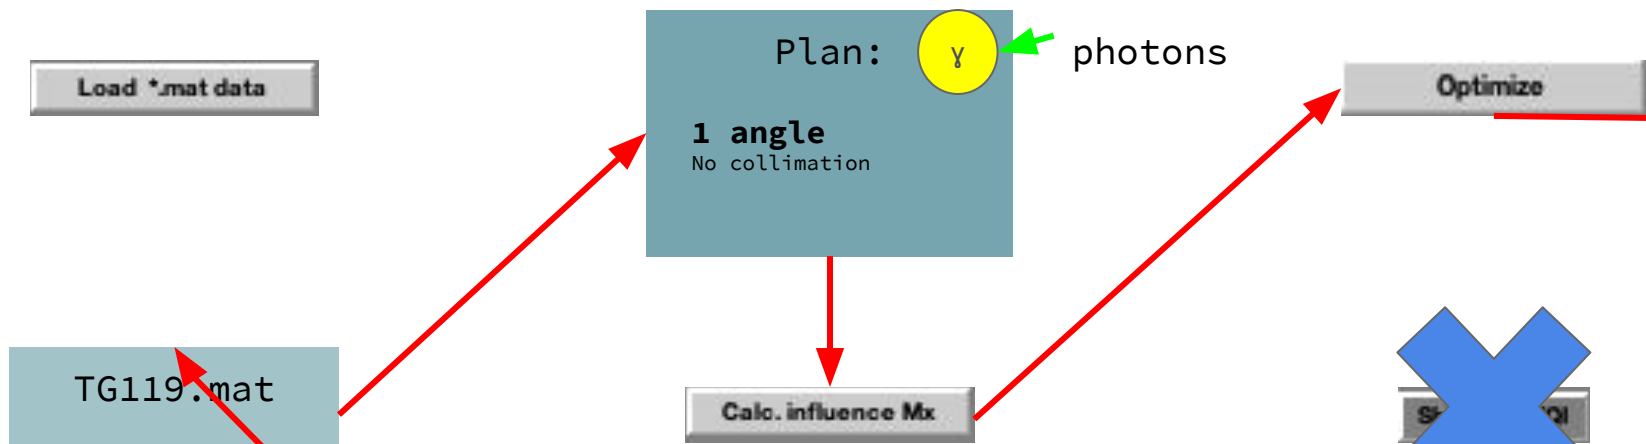 Load *.mat data
Plan: γ
photons
1 angle
No collimation
Optimize
TG119.mat
Calc. influence Mx